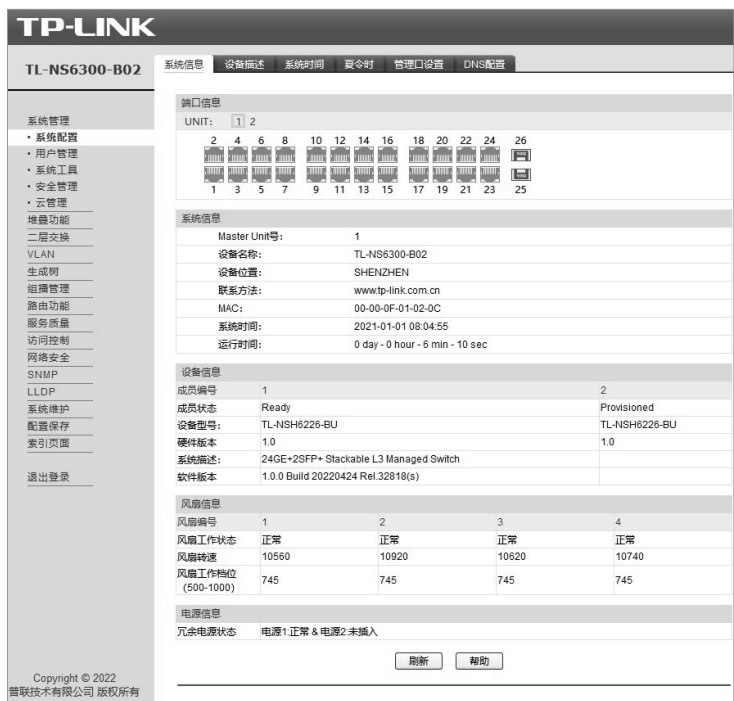 TP-LINK
TL-NS6300-B02
系统信息 设备描述 系统时间 夏令时 管理口设置 DNS配置
系统管理
· 系统配置
· 用户管理
· 系统工具
· 安全管理
· 云管理
堆叠功能
二层交换
VLAN
生成树
组播管理
路由功能
服务质量
访问控制
网络安全
SNMP
LLDP
系统维护
配置保存
索引页面
退出登录
Copyright © 2022
普联技术有限公司 版权所有
端口信息
UNIT: 1 2
2 4 6 8 10 12 14 16 18 20 22 24 26
1 3 5 7 9 11 13 15 17 19 21 23 25
系统信息
Master Unit号: 1
设备名称: TL-NS6300-B02
设备位置: SHENZHEN
联系方法: www.tp-link.com.cn
MAC: 00-00-0F-01-02-0C
系统时间: 2021-01-01 08:04:55
运行时间: 0 day - 0 hour - 6 min - 10 sec
设备信息
成员编号 1 2
成员状态 Ready Provisioned
设备型号: TL-NSH6226-BU TL-NSH6226-BU
硬件版本 1.0 1.0
系统描述: 24GE+2SFP+ Stackable L3 Managed Switch
软件版本 1.0.0 Build 20220424 Rel.32818(s)
风扇信息
风扇编号 1 2 3 4
风扇工作状态 正常 正常 正常 正常
风扇转速 10560 10920 10620 10740
风扇工作档位
(500-1000) 745 745 745 745
电源信息
冗余电源状态 电源1:正常 & 电源2:未插入
刷新 帮助